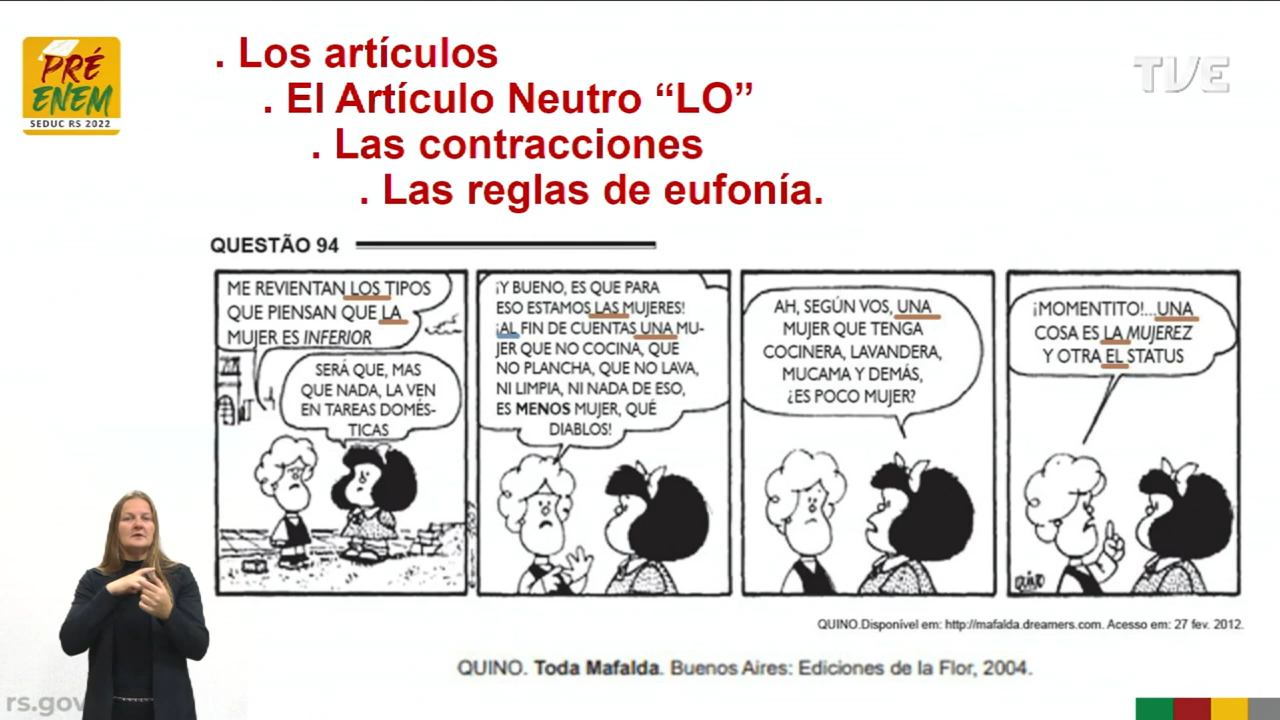 PRÉ
ENEM
SEDUC RS 2022
. Los artículos
. El Artículo Neutro “LO”
. Las contracciones
. Las reglas de eufonía.
TVE
QUESTÃO 94
ME REVIENTAN LOS TIPOS
QUE PIENSAN QUE LA
MUJER ES INFERIOR
SERÁ QUE, MAS
QUE NADA, LA VEN
EN TAREAS DOMÉS-
TICAS
¡Y BUENO, ES QUE PARA
ESO ESTAMOS LAS MUJERES!
¡AL FIN DE CUENTAS UNA MU-
JER QUE NO COCINA, QUE
NO PLANCHA, QUE NO LAVA,
NI LIMPIA, NI NADA DE ESO,
ES MENOS MUJER, QUÉ
DIABLOS!
AH, SEGÚN VOS, UNA
MUJER QUE TENGA
COCINERA, LAVANDERA,
MUCAMA Y DEMÁS,
¿ES POCO MUJER?
¡MOMENTITO!...UNA
COSA ES LA MUJEREZ
Y OTRA EL STATUS
QUINO
QUINO.Disponível em: http://mafalda.dreamers.com. Acesso em: 27 fev. 2012.
QUINO. Toda Mafalda. Buenos Aires: Ediciones de la Flor, 2004.
rs.gov